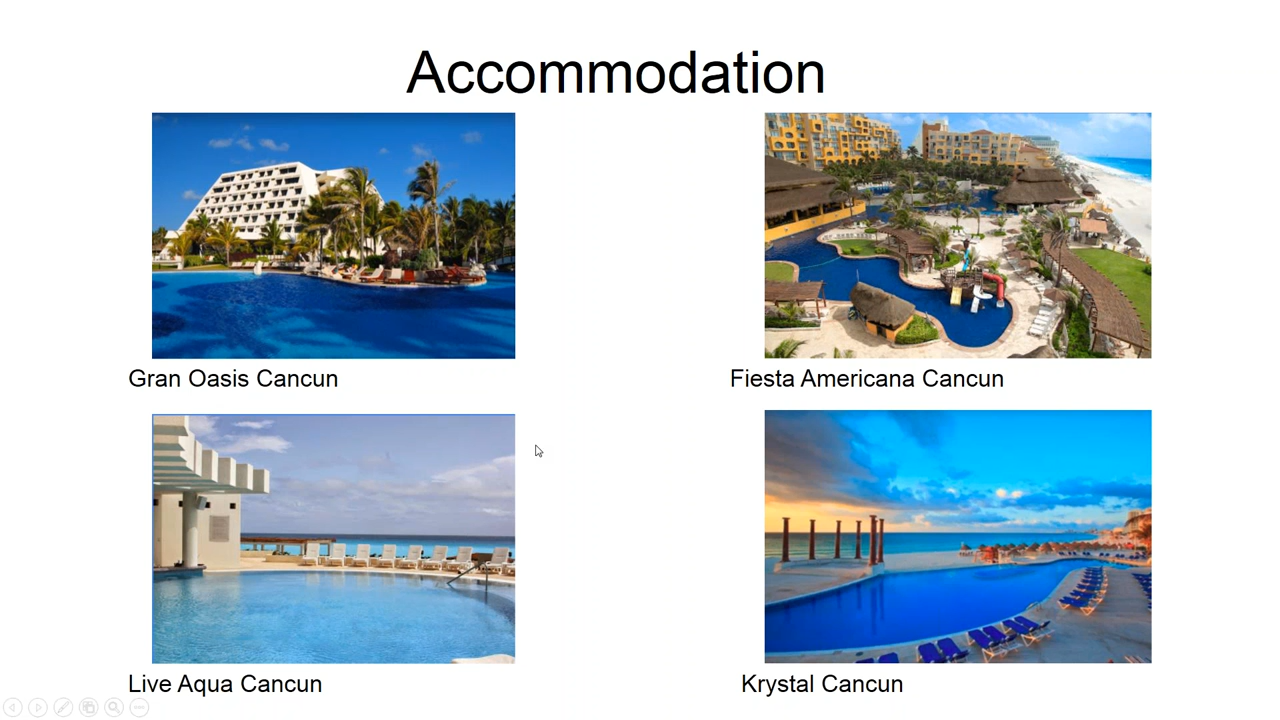 Accommodation
Gran Oasis Cancun
Fiesta Americana Cancun
Live Aqua Cancun
Krystal Cancun